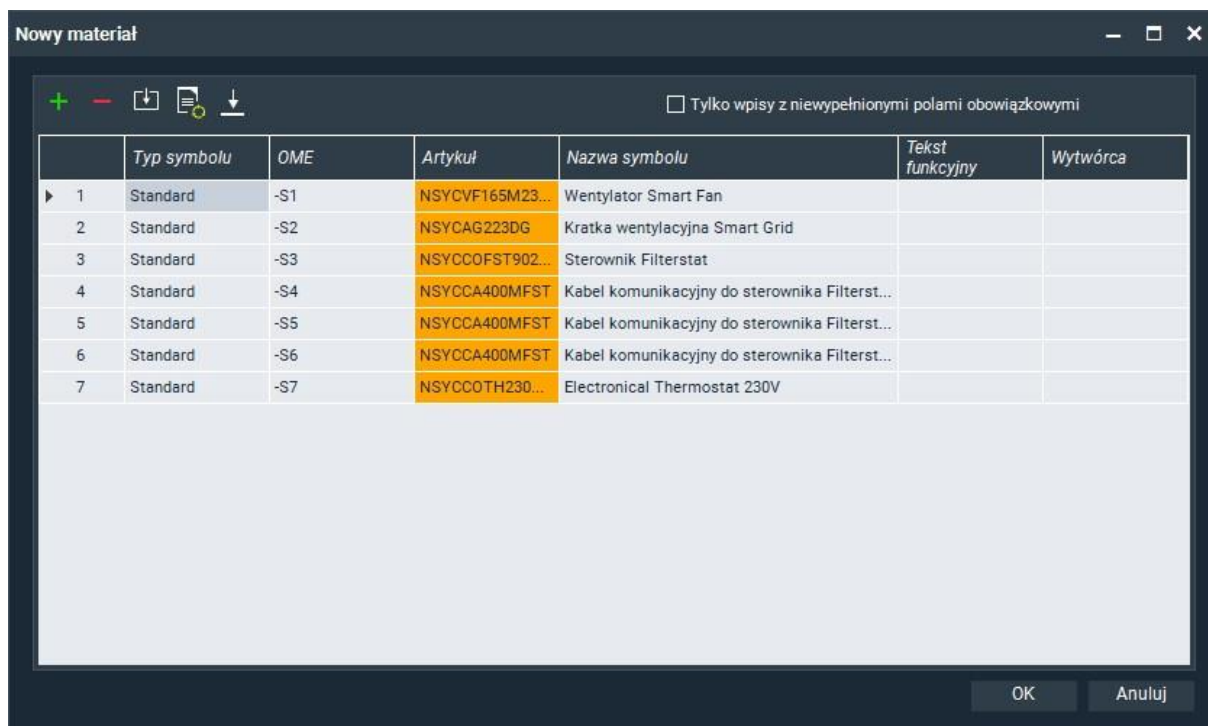 Nowy materiał
Tylko wpisy z niewypełnionymi polami obowiązkowymi
Typ symbolu OME Artykuł Nazwa symbolu Tekst funkcyjny Wytwórca
1 Standard -S1 NSYCVF165M23... Wentylator Smart Fan
2 Standard -S2 NSYCAG223DG Kratka wentylacyjna Smart Grid
3 Standard -S3 NSYCCOFST902... Sterownik Filterstat
4 Standard -S4 NSYCCA400MFST Kabel komunikacyjny do sterownika Filterst...
5 Standard -S5 NSYCCA400MFST Kabel komunikacyjny do sterownika Filterst...
6 Standard -S6 NSYCCA400MFST Kabel komunikacyjny do sterownika Filterst...
7 Standard -S7 NSYCCOTH230... Electronical Thermostat 230V
OK Anuluj